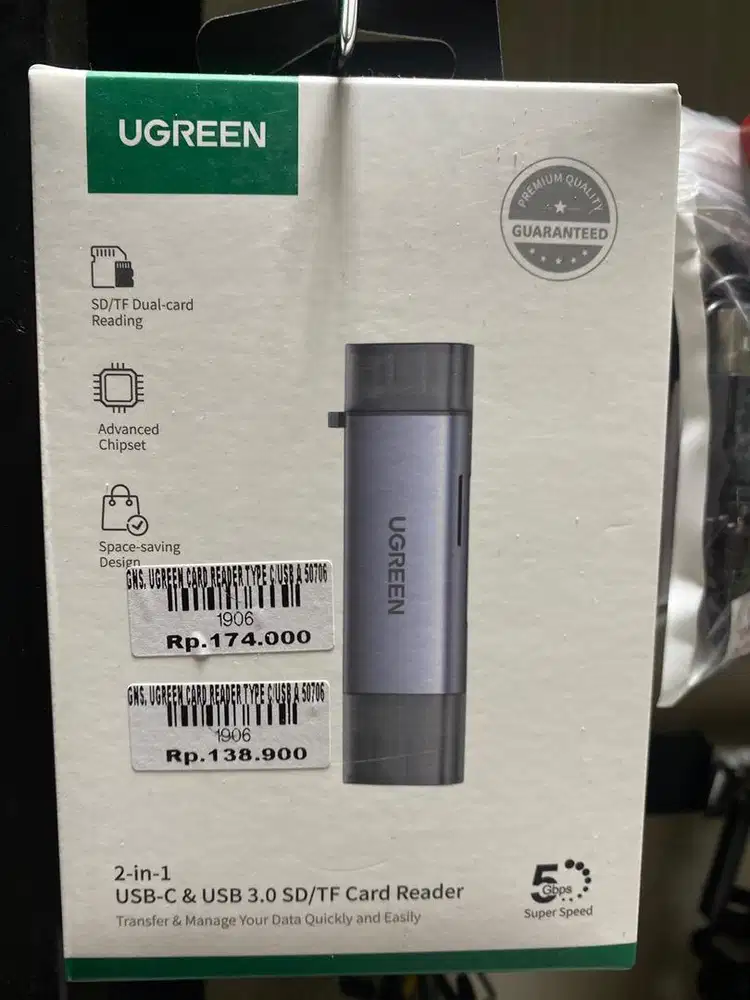 UGREEN
PREMIUM QUALITY
GUARANTEED
SD/TF Dual-card
Reading
Advanced
Chipset
Space-saving
Design
GNS. UGREEN CARD READER TYPE C/USB A 50706
1906
Rp.174.000
GNS. UGREEN CARD READER TYPE C/USB A 50706
1906
Rp.138.900
UGREEN
2-in-1
USB-C & USB 3.0 SD/TF Card Reader
Transfer & Manage Your Data Quickly and Easily
5Gbps
Super Speed